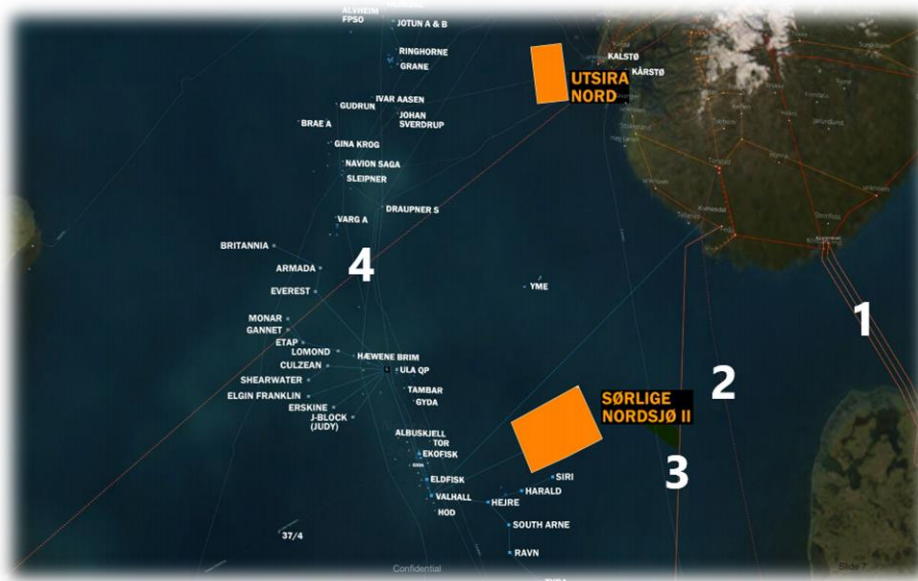 ALVHEIM
FPSO
JOTUN A & B
RINGHORNE
GRANE
UTSIRA
NORD
KALSTØ
KÅRSTØ
IVAR AASEN
GUDRUN
JOHAN
SVERDRUP
BRAE A
GINA KROG
NAVION SAGA
SLEIPNER
DRAUPNER S
VARG A
BRITANNIA
4
ARMADA
EVEREST
YME
1
MONAR
GANNET
ETAP
LOMOND
HÆWENE BRIM
CULZEAN
ULA QP
SHEARWATER
TAMBAR
2
ELGIN FRANKLIN
GYDA
ERSKINE
J-BLOCK
(JUDY)
SØRLIGE
NORDSJØ II
ALBUSKJELL
TOR
EKOFISK
3
ELDFISK
SIRI
VALHALL
HARALD
HEJRE
HOD
SOUTH ARNE
37/4
RAVN
Confidential
Slide 7